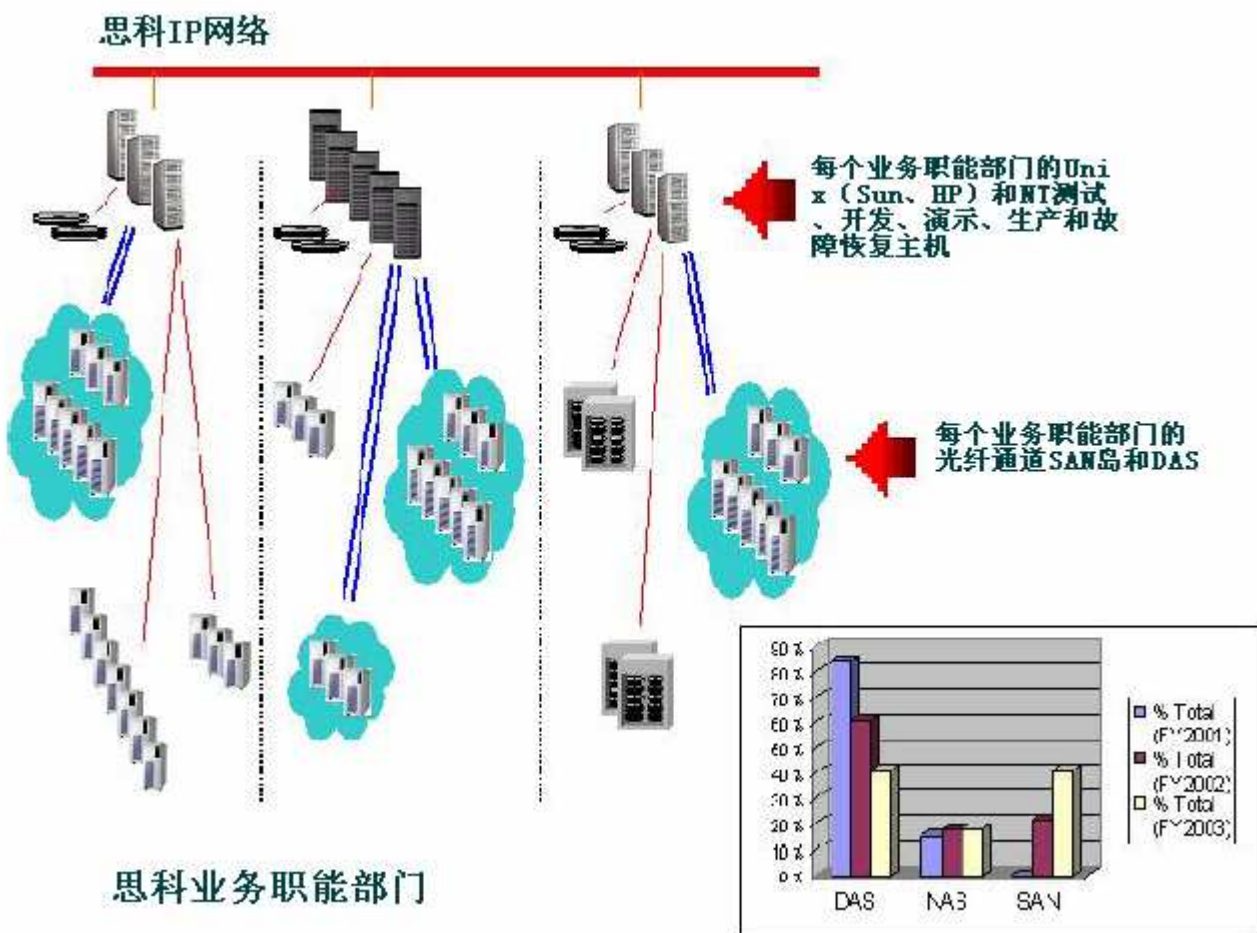 思科IP网络
每个业务职能部门的Uni
x（Sun、HP）和NT测试
、开发、演示、生产和故
障恢复主机
每个业务职能部门的
光纤通道SAN岛和DAS
90 %
80 %
70 %
60 %
50 %
40 %
30 %
20 %
10 %
0 %
DAS
NAS
SAN
% Total
(FY2001)
% Total
(FY2002)
% Total
(FY2003)
思科业务职能部门